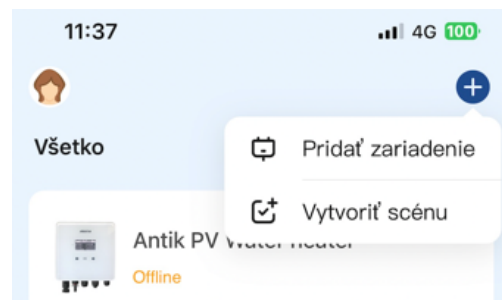 11:37 4G 100
Všetko
Pridať zariadenie
Vytvoriť scénu
Antik PV Water heater
Offline